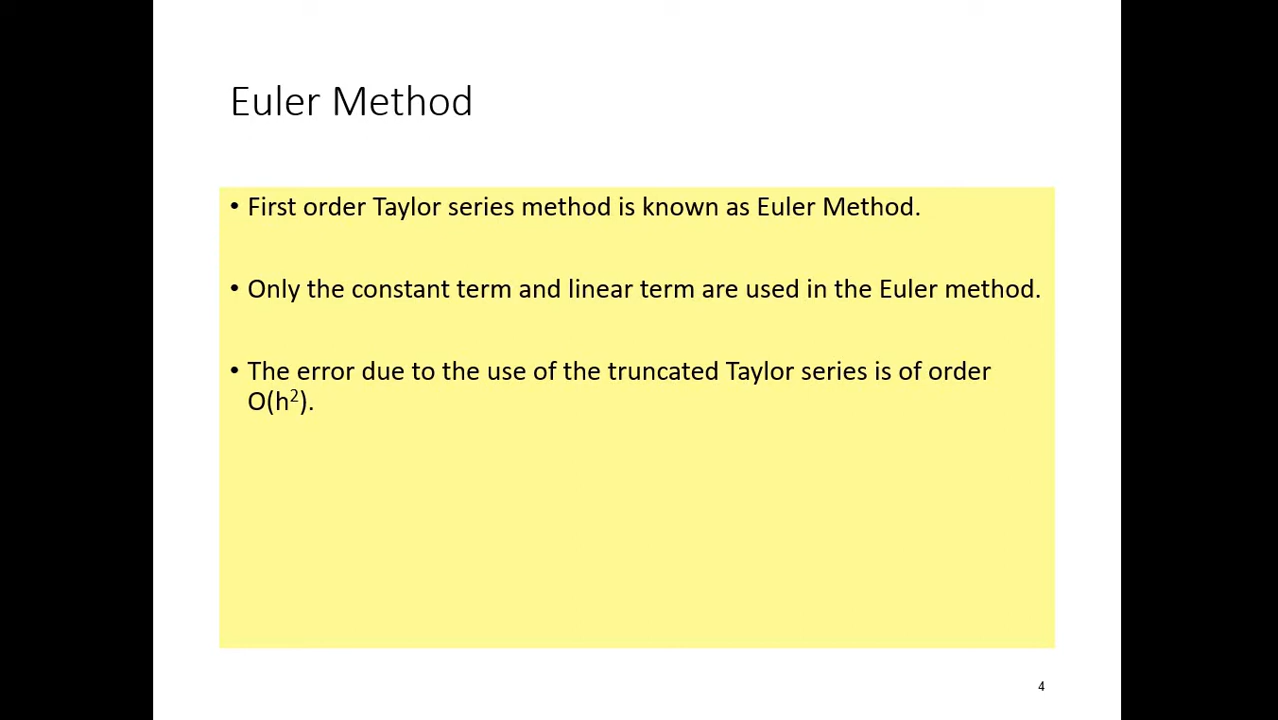 Euler Method
• First order Taylor series method is known as Euler Method.
• Only the constant term and linear term are used in the Euler method.
• The error due to the use of the truncated Taylor series is of order
O(h²).
4